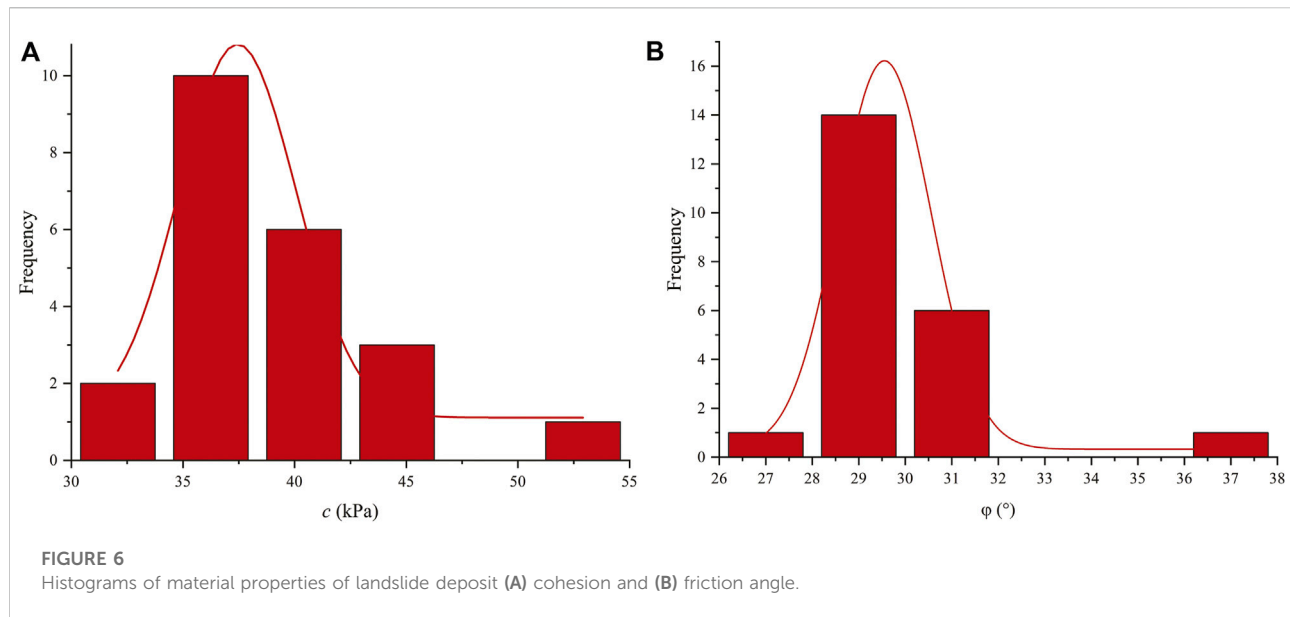 A
Frequency
10
8
6
4
2
0
30 35 40 45 50 55
c (kPa)
B
Frequency
16
14
12
10
8
6
4
2
0
26 27 28 29 30 31 32 33 34 35 36 37 38
φ (°)
FIGURE 6
Histograms of material properties of landslide deposit (A) cohesion and (B) friction angle.